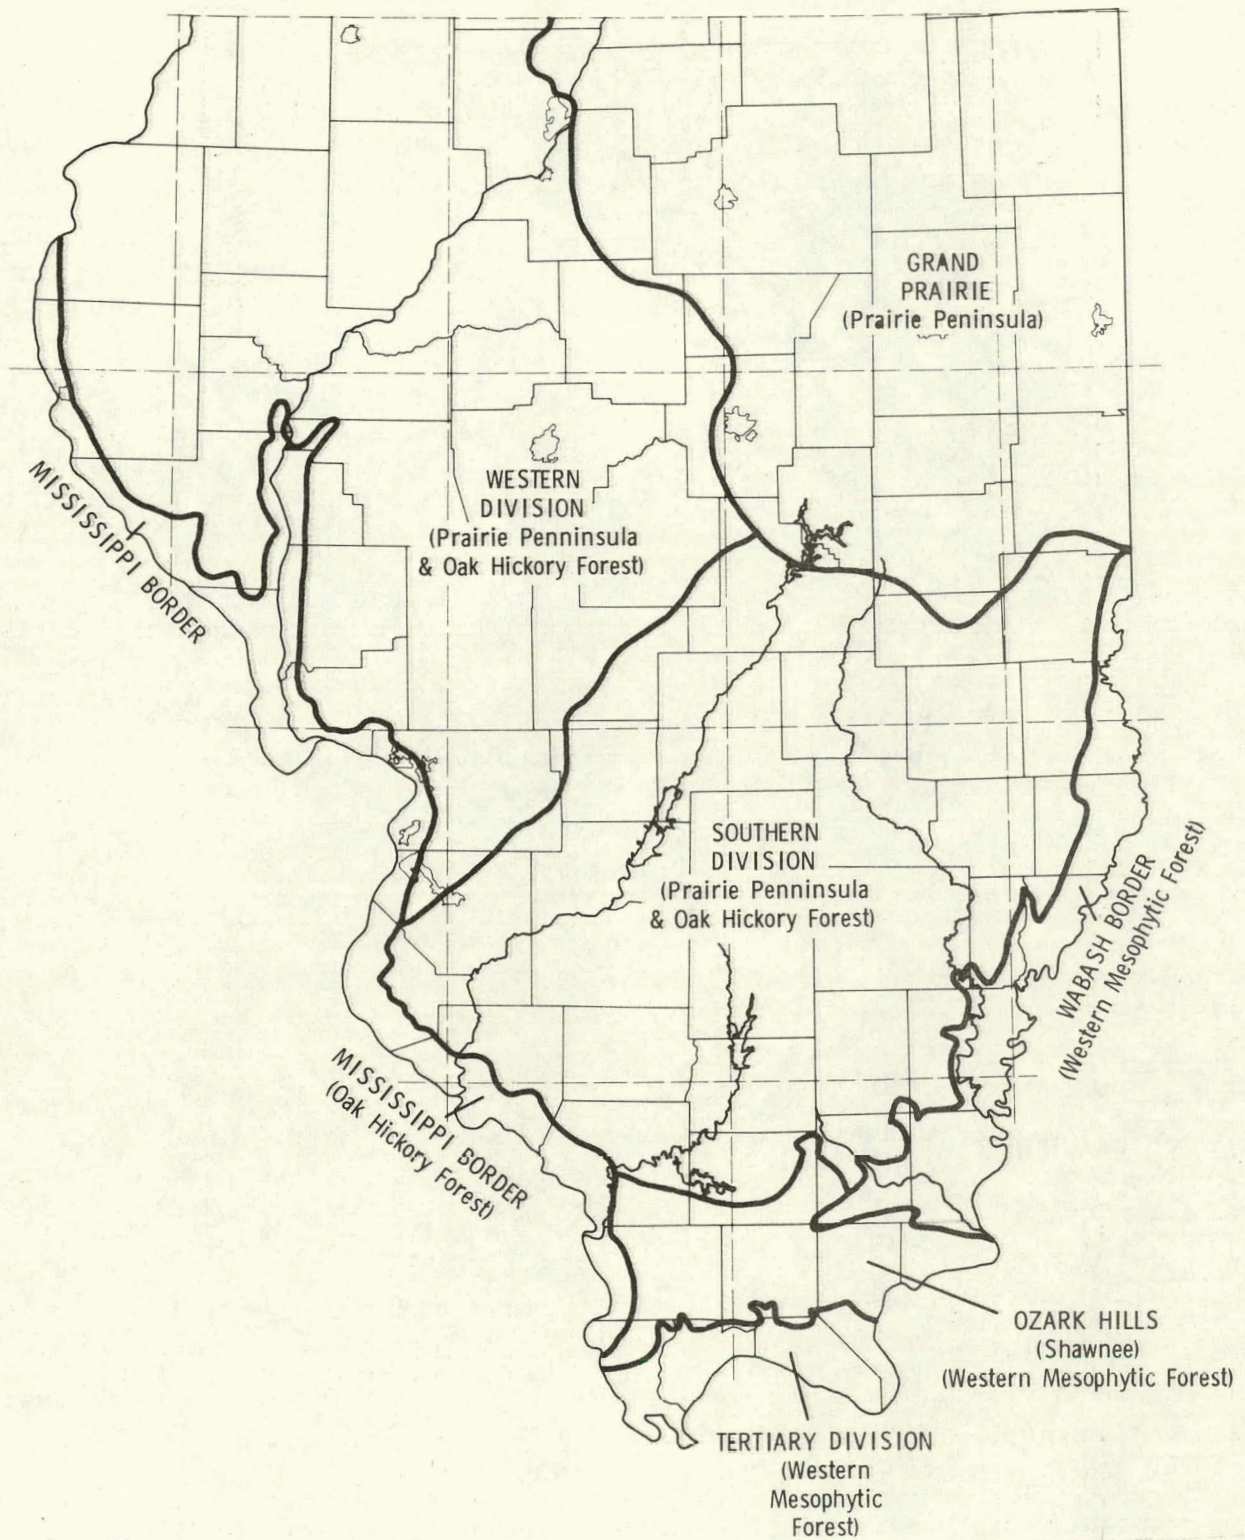 GRAND
PRAIRIE
(Prairie Peninsula)
WESTERN
DIVISION
(Prairie Penninsula
& Oak Hickory Forest)
MISSISSIPPI BORDER
SOUTHERN
DIVISION
(Prairie Penninsula
& Oak Hickory Forest)
WABASH BORDER
(Western Mesophytic Forest)
MISSISSIPPI BORDER
(Oak Hickory Forest)
OZARK HILLS
(Shawnee)
(Western Mesophytic Forest)
TERTIARY DIVISION
(Western
Mesophytic
Forest)